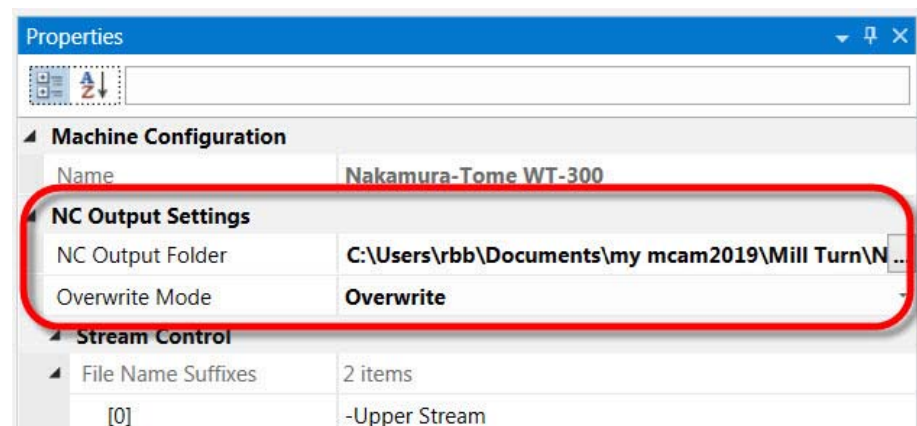 Properties
Machine Configuration
Name Nakamura-Tome WT-300
NC Output Settings
NC Output Folder C:\Users\rbb\Documents\my mcam2019\Mill Turn\N ...
Overwrite Mode Overwrite
Stream Control
File Name Suffixes 2 items
[0] -Upper Stream